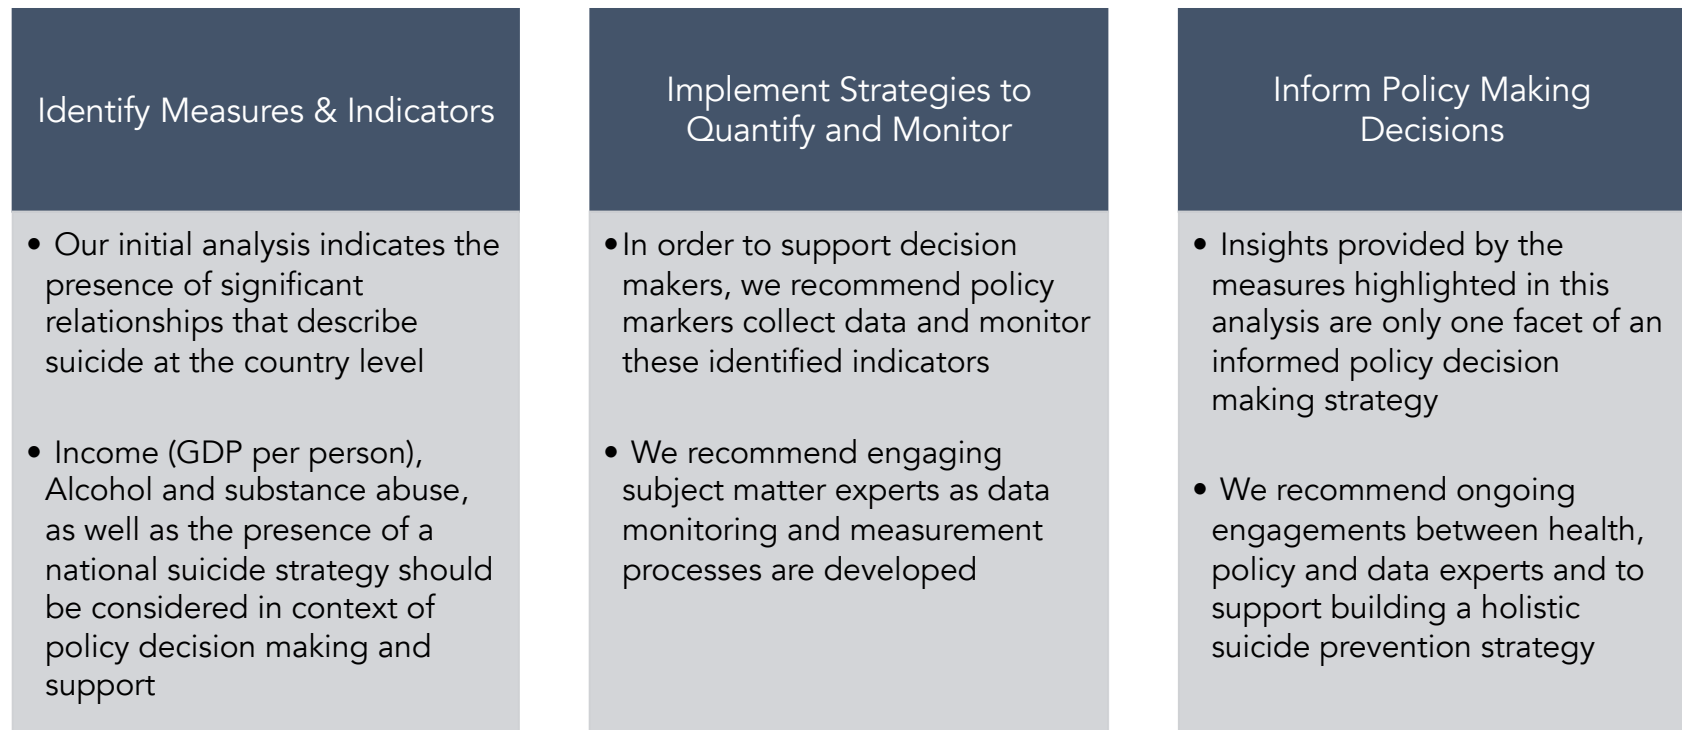 Identify Measures & Indicators
• Our initial analysis indicates the
presence of significant
relationships that describe
suicide at the country level
• Income (GDP per person),
Alcohol and substance abuse,
as well as the presence of a
national suicide strategy should
be considered in context of
policy decision making and
support
Implement Strategies to
Quantify and Monitor
•In order to support decision
makers, we recommend policy
markers collect data and monitor
these identified indicators
• We recommend engaging
subject matter experts as data
monitoring and measurement
processes are developed
Inform Policy Making
Decisions
• Insights provided by the
measures highlighted in this
analysis are only one facet of an
informed policy decision
making strategy
• We recommend ongoing
engagements between health,
policy and data experts and to
support building a holistic
suicide prevention strategy